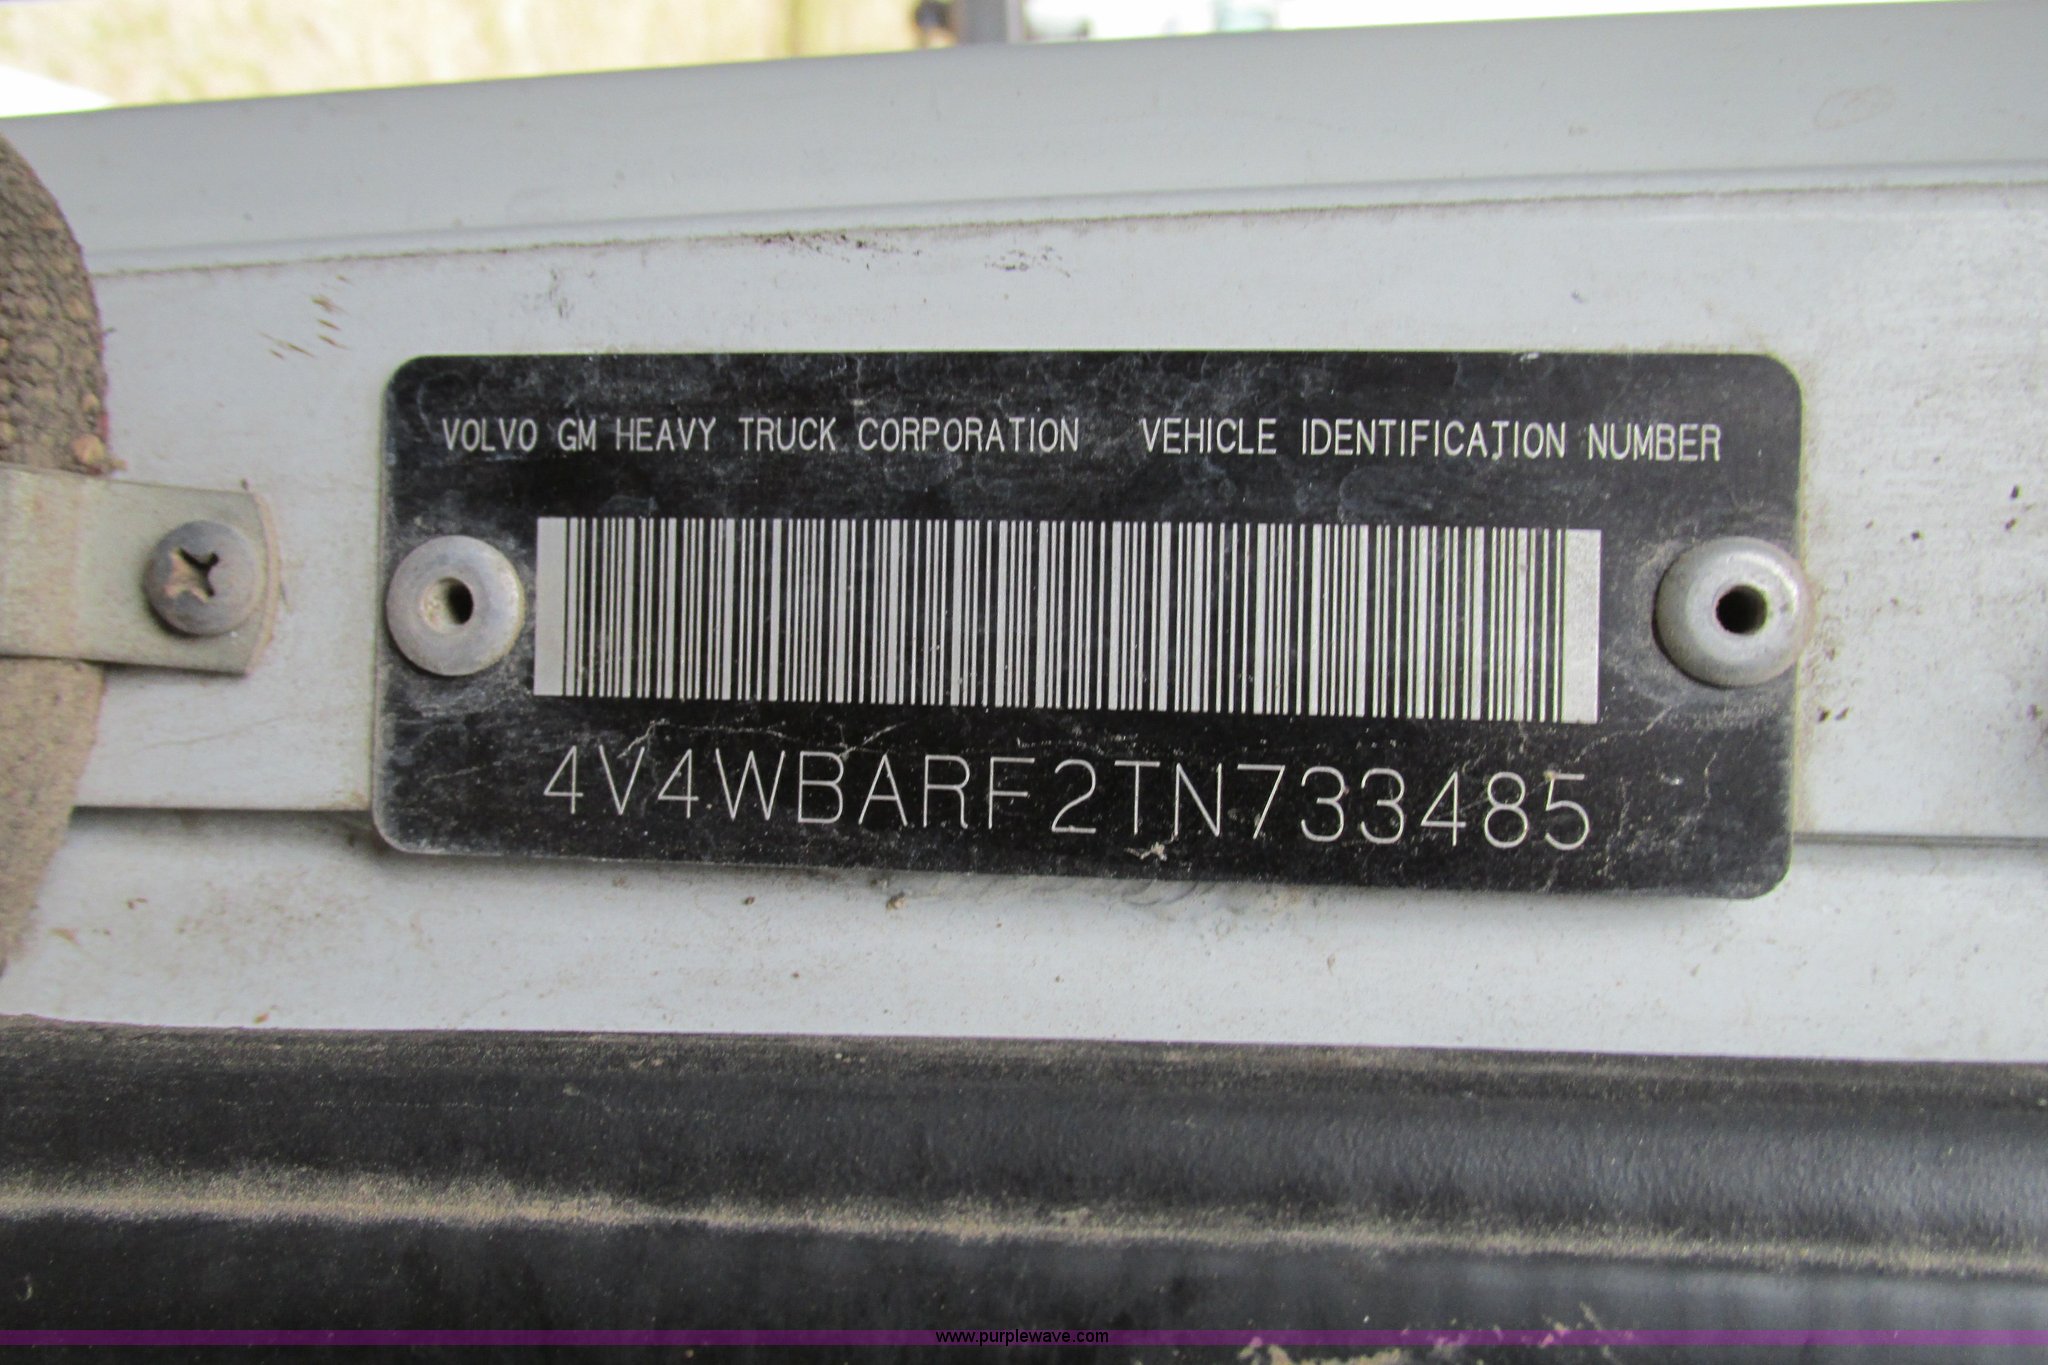 VOLVO GM HEAVY TRUCK CORPORATION VEHICLE IDENTIFICATION NUMBER
4V4WBARF2TN733485
www.purplewave.com